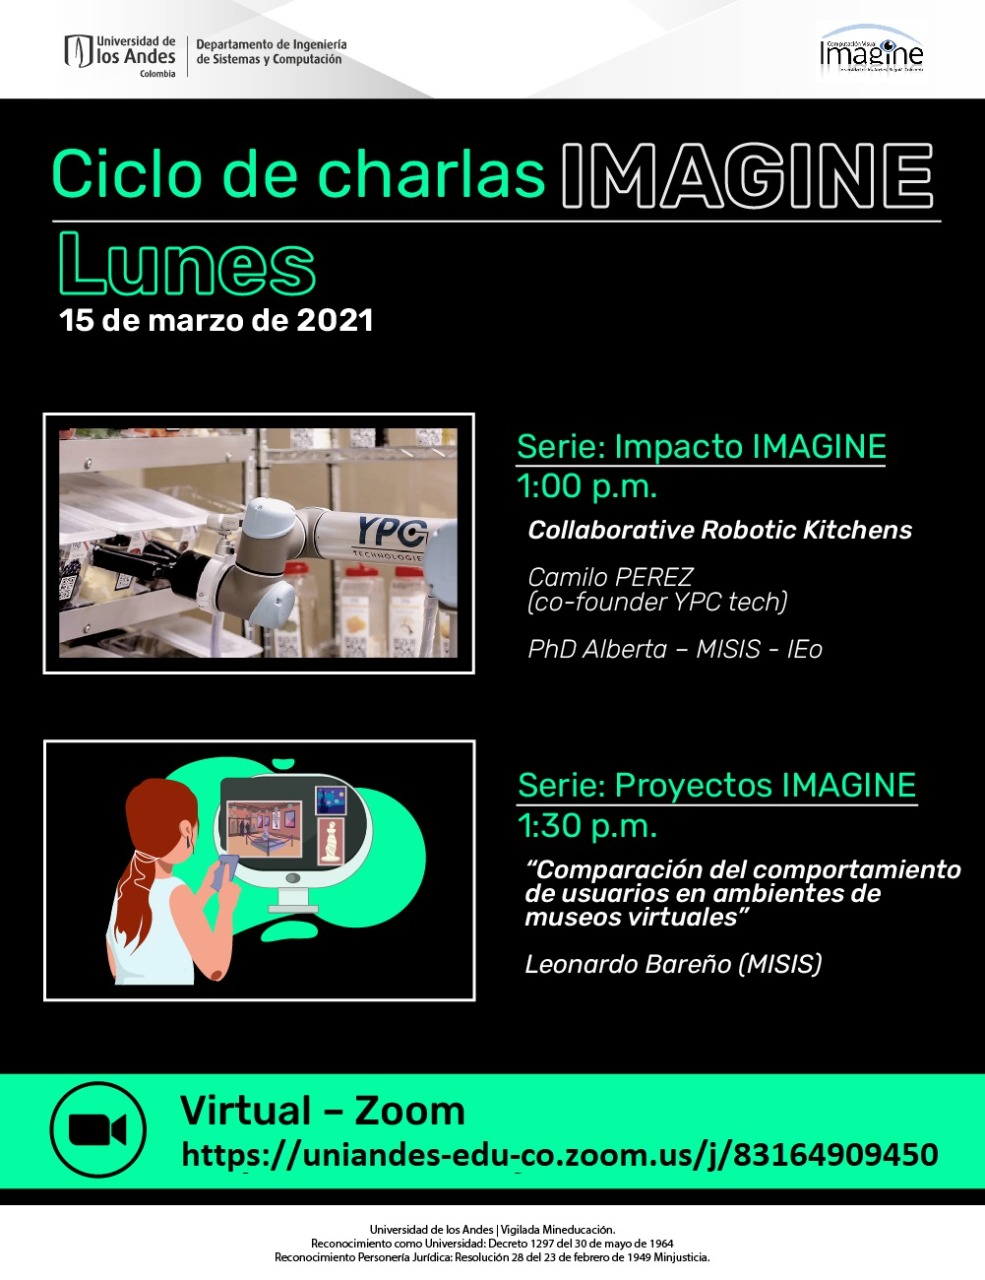 Universidad de
los Andes
Colombia
Departamento de Ingeniería
de Sistemas y Computación
Computación Visual
Imagine
Ciclo de charlas IMAGINE
Lunes
15 de marzo de 2021
YPC
TECHNOLOGIE
Serie: Impacto IMAGINE
1:00 p.m.
Collaborative Robotic Kitchens
Camilo PEREZ
(co-founder YPC tech)
PhD Alberta – MISIS - IEo
Serie: Proyectos IMAGINE
1:30 p.m.
“Comparación del comportamiento
de usuarios en ambientes de
museos virtuales”
Leonardo Bareño (MISIS)
Virtual – Zoom
https://uniandes-edu-co.zoom.us/j/83164909450
Universidad de los Andes | Vigilada Mineducación.
Reconocimiento como Universidad: Decreto 1297 del 30 de mayo de 1964
Reconocimiento Personería Jurídica: Resolución 28 del 23 de febrero de 1949 Minjusticia.